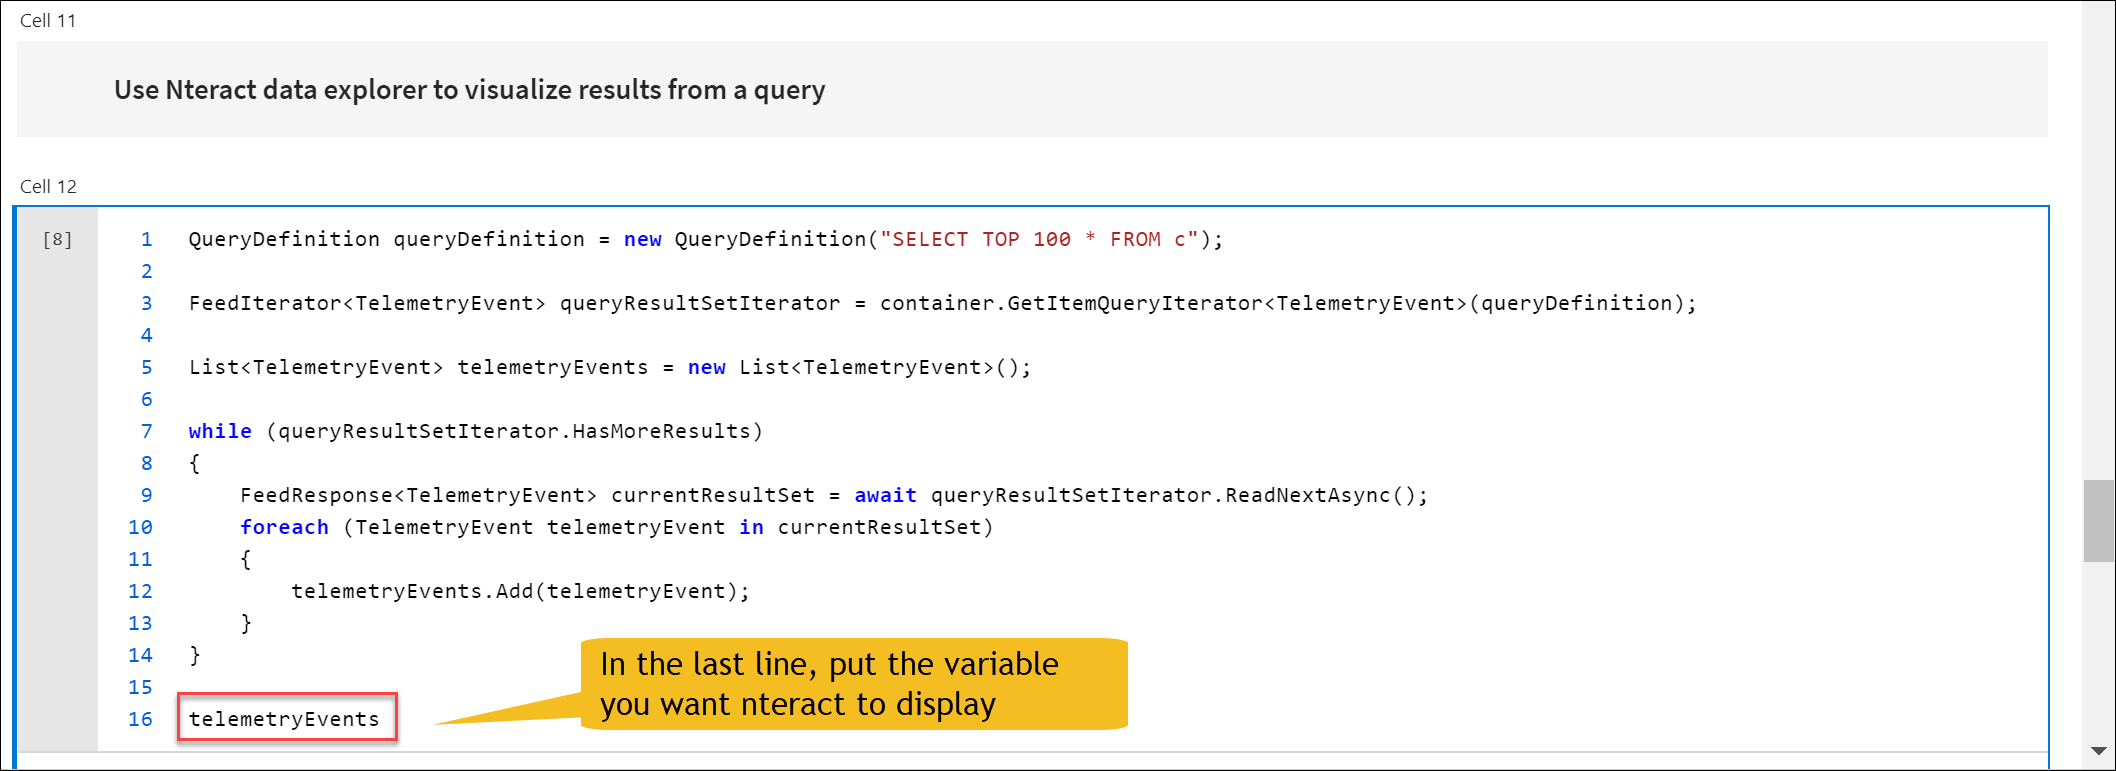 Cell 11
Use Nteract data explorer to visualize results from a query
Cell 12
[8]
1 QueryDefinition queryDefinition = new QueryDefinition("SELECT TOP 100 * FROM c");
2
3 FeedIterator<TelemetryEvent> queryResultSetIterator = container.GetItemQueryIterator<TelemetryEvent>(queryDefinition);
4
5 List<TelemetryEvent> telemetryEvents = new List<TelemetryEvent>();
6
7 while (queryResultSetIterator.HasMoreResults)
8 {
9     FeedResponse<TelemetryEvent> currentResultSet = await queryResultSetIterator.ReadNextAsync();
10     foreach (TelemetryEvent telemetryEvent in currentResultSet)
11     {
12         telemetryEvents.Add(telemetryEvent);
13     }
14 }
15
16 telemetryEvents
In the last line, put the variable
you want nteract to display